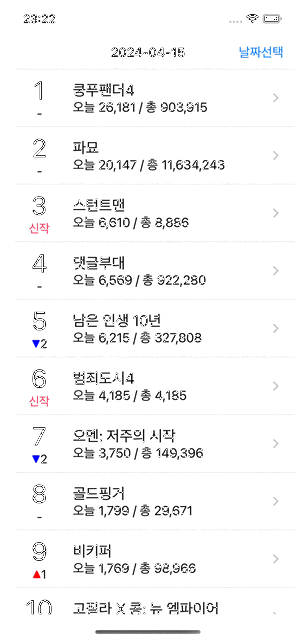 23:22
2024-04-15
날짜선택
1
쿵푸팬더4
-
오늘 26,181 / 총 903,915
2
파묘
-
오늘 20,147 / 총 11,634,243
3
스턴트맨
신작
오늘 6,610 / 총 8,886
4
댓글부대
-
오늘 6,569 / 총 922,280
5
남은 인생 10년
▼2
오늘 6,215 / 총 327,808
6
범죄도시4
신작
오늘 4,185 / 총 4,185
7
오멘: 저주의 시작
▼2
오늘 3,750 / 총 149,396
8
골드핑거
-
오늘 1,799 / 총 29,671
9
비키퍼
▲1
오늘 1,769 / 총 98,966
10
고질라 X 콩: 뉴 엠파이어